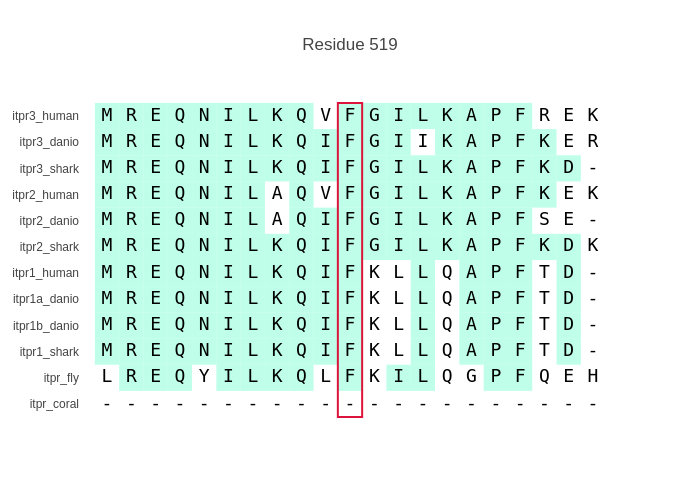 Residue 519
itpr3_human M R E Q N I L K Q V F G I L K A P F R E K
itpr3_danio M R E Q N I L K Q I F G I I K A P F K E R
itpr3_shark M R E Q N I L K Q I F G I L K A P F K D -
itpr2_human M R E Q N I L A Q V F G I L K A P F K E K
itpr2_danio M R E Q N I L A Q I F G I L K A P F S E -
itpr2_shark M R E Q N I L K Q I F G I L K A P F K D K
itpr1_human M R E Q N I L K Q I F K L L Q A P F T D -
itpr1a_danio M R E Q N I L K Q I F K L L Q A P F T D -
itpr1b_danio M R E Q N I L K Q I F K L L Q A P F T D -
itpr1_shark M R E Q N I L K Q I F K L L Q A P F T D -
itpr_fly L R E Q Y I L K Q L F K I L Q G P F Q E H
itpr_coral - - - - - - - - - - - - - - - - - - - - -